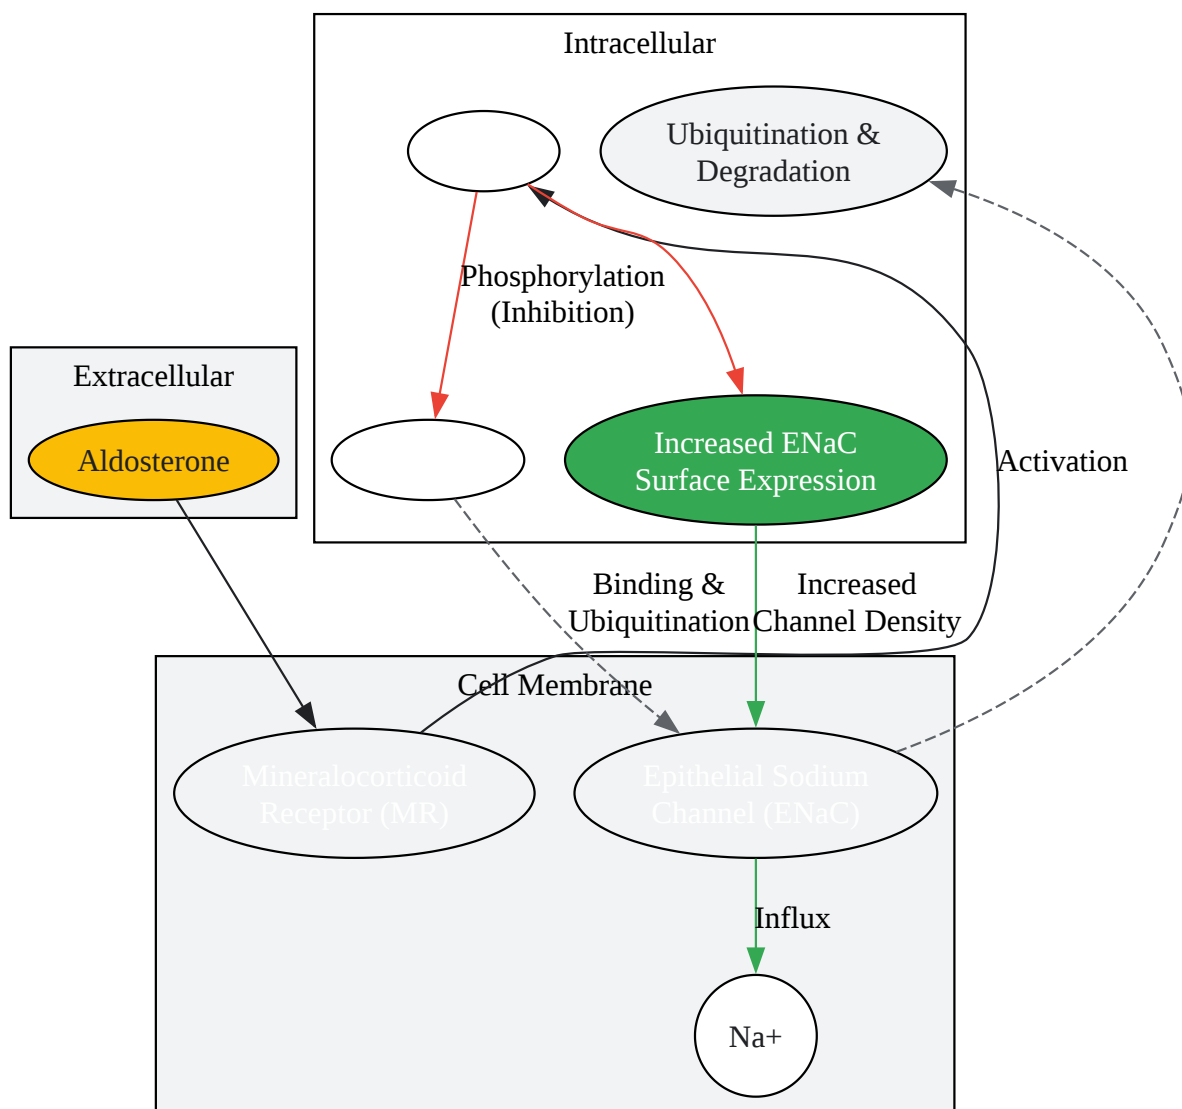 Intracellular
Ubiquitination &
Degradation
Phosphorylation
(Inhibition)
Extracellular
Aldosterone
Increased ENaC
Surface Expression
Activation
Binding &
Ubiquitination
Increased
Channel Density
Cell Membrane
Mineralocorticoid
Receptor (MR)
Epithelial Sodium
Channel (ENaC)
Influx
Na+